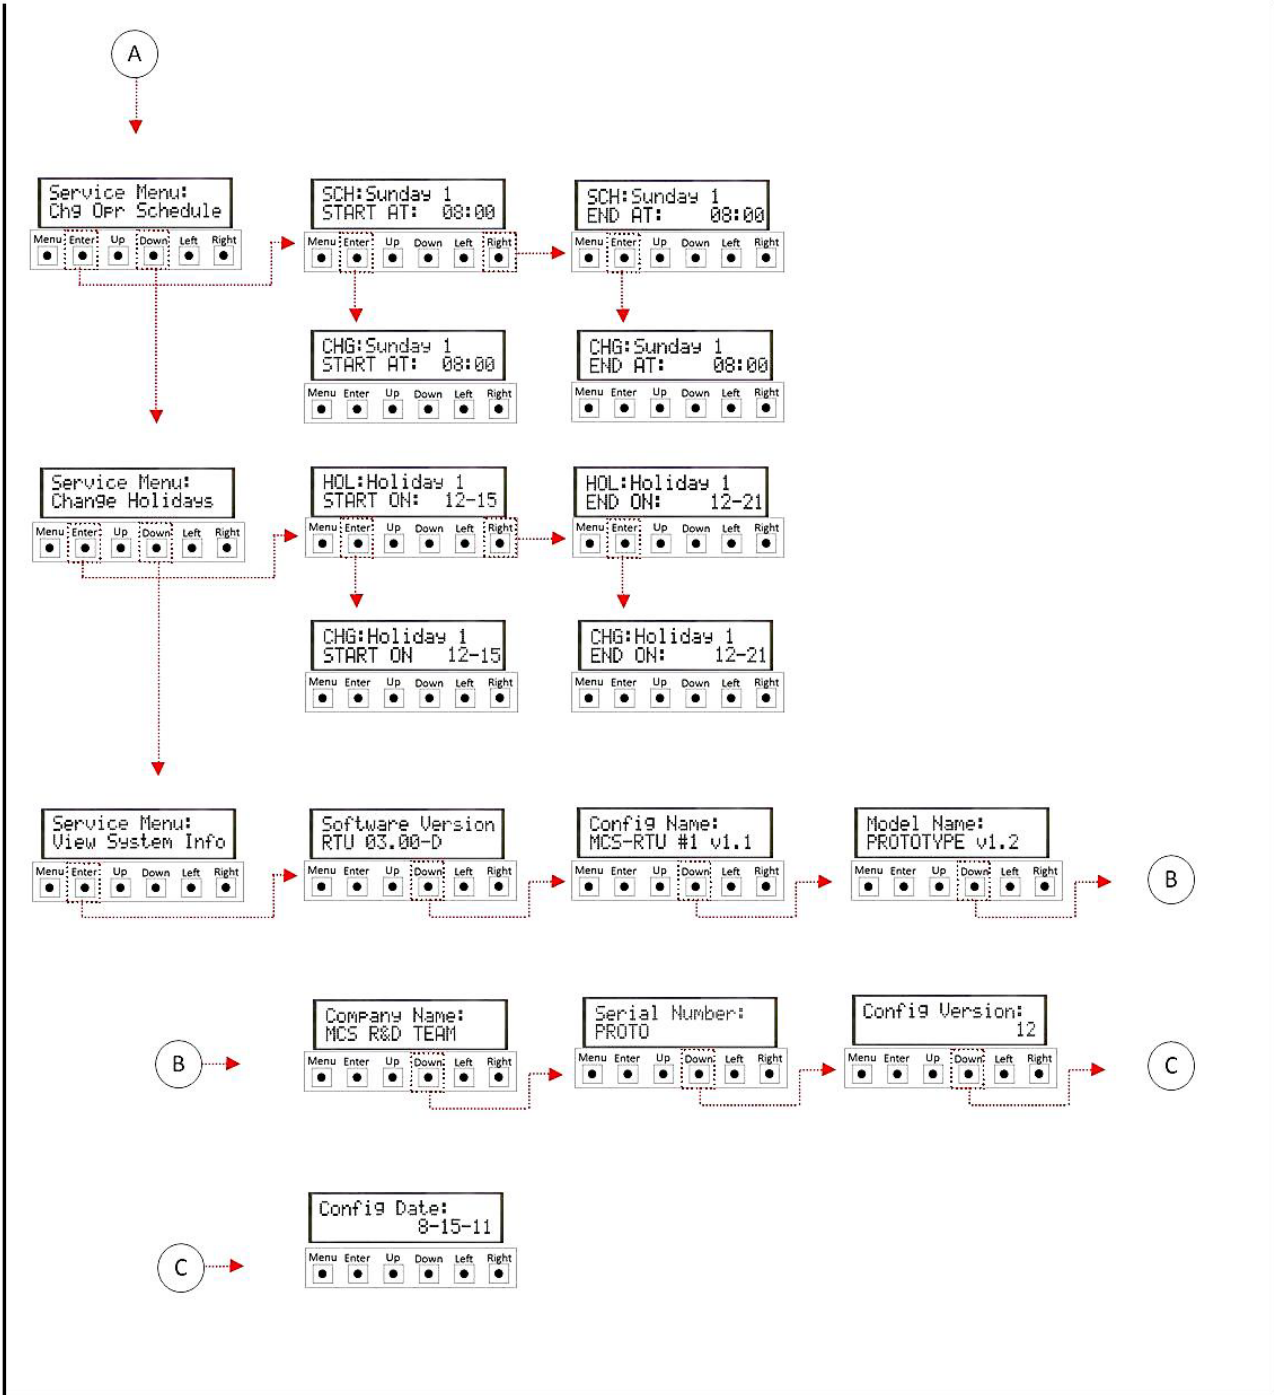 A
Service Menu:
Chg Opr Schedule
Menu Enter Up Down Left Right
SCH:Sunday 1
START AT: 08:00
Menu Enter Up Down Left Right
SCH:Sunday 1
END AT: 08:00
Menu Enter Up Down Left Right
CHG:Sunday 1
START AT: 08:00
Menu Enter Up Down Left Right
CHG:Sunday 1
END AT: 08:00
Menu Enter Up Down Left Right
Service Menu:
Change Holidays
Menu Enter Up Down Left Right
HOL:Holiday 1
START ON: 12-15
Menu Enter Up Down Left Right
HOL:Holiday 1
END ON: 12-21
Menu Enter Up Down Left Right
CHG:Holiday 1
START ON 12-15
Menu Enter Up Down Left Right
CHG:Holiday 1
END ON: 12-21
Menu Enter Up Down Left Right
Service Menu:
View System Info
Menu Enter Up Down Left Right
Software Version
RTU 03.00-D
Menu Enter Up Down Left Right
Config Name:
MCS-RTU #1 v1.1
Menu Enter Up Down Left Right
Model Name:
PROTOTYPE v1.2
Menu Enter Up Down Left Right
B
B
Company Name:
MCS R&D TEAM
Menu Enter Up Down Left Right
Serial Number:
PROTO
Menu Enter Up Down Left Right
Config Version:
12
Menu Enter Up Down Left Right
C
C
Config Date:
8-15-11
Menu Enter Up Down Left Right